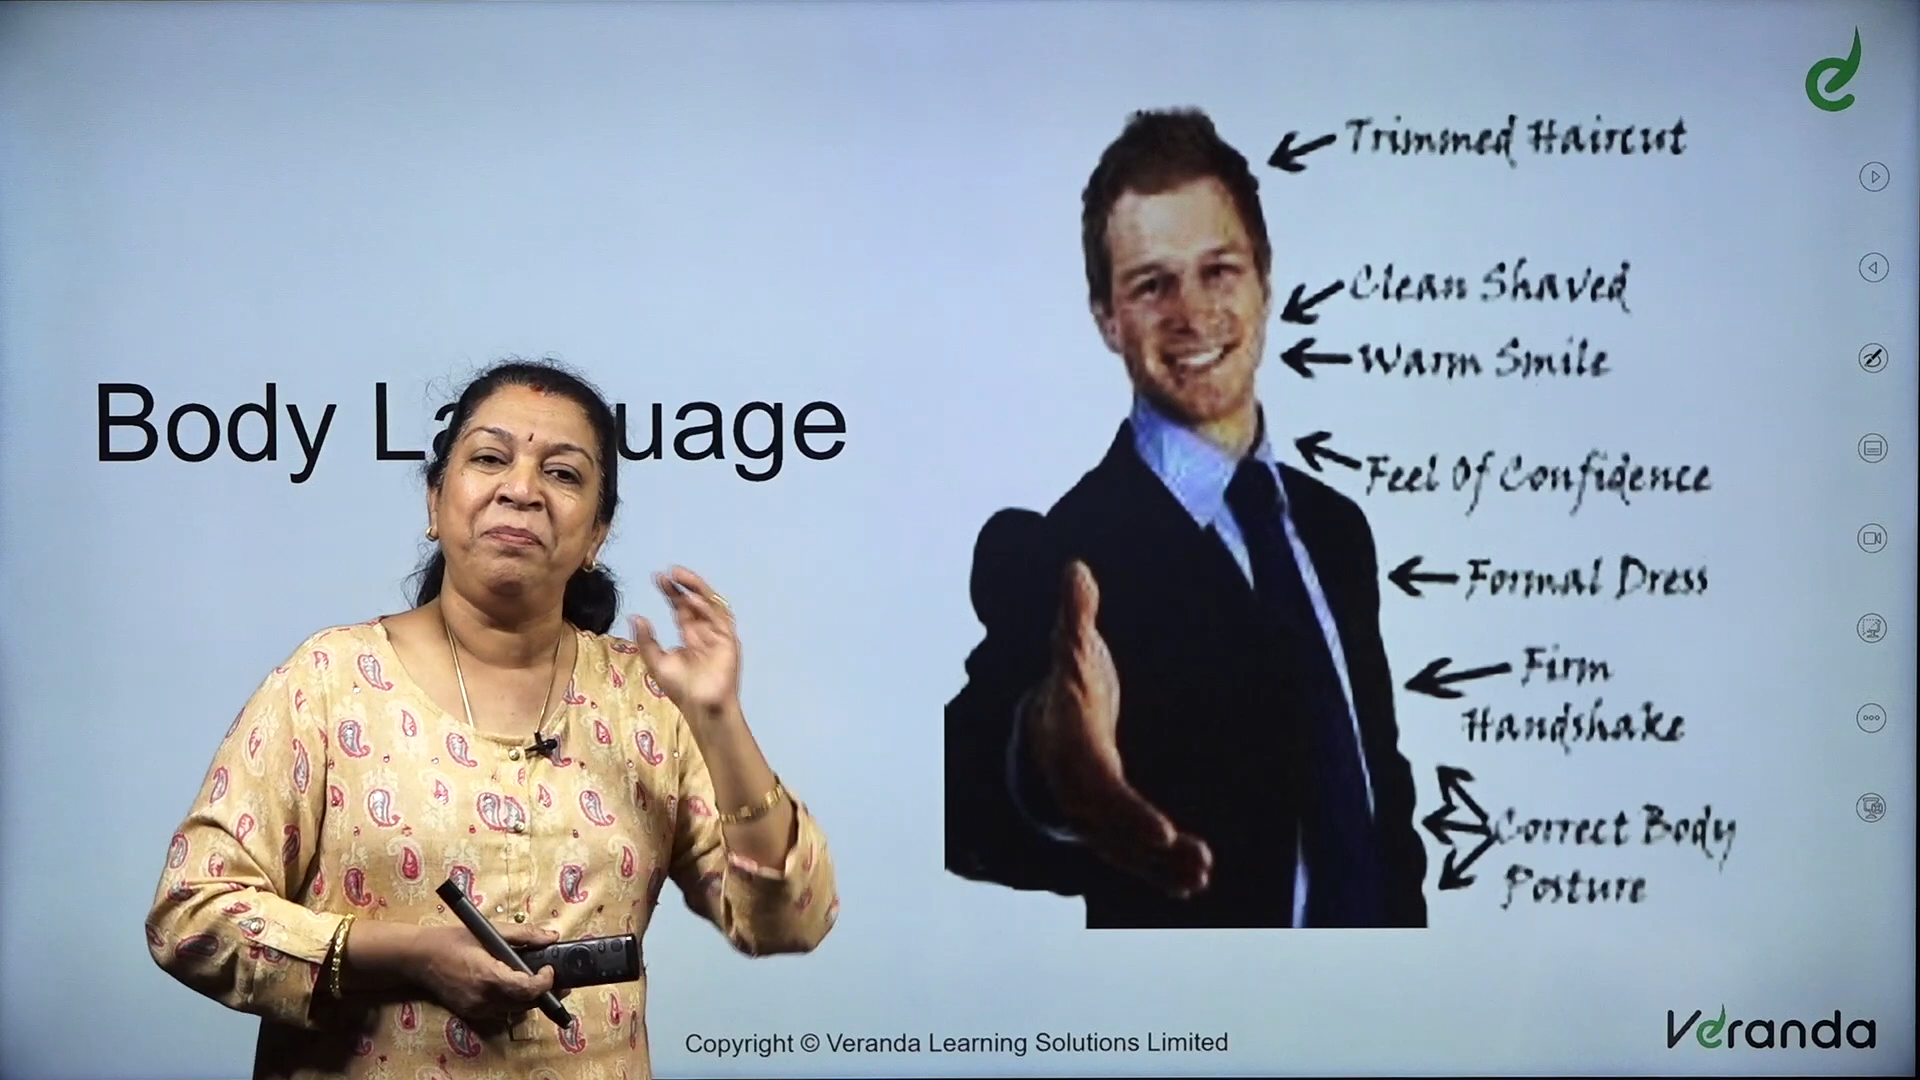 Trimmed Haircut
Clean Shaved
Warm Smile
Body La uage
Feel Of Confidence
Formal Dress
Firm
Handshake
Correct Body
Posture
Copyright © Veranda Learning Solutions Limited
Veranda